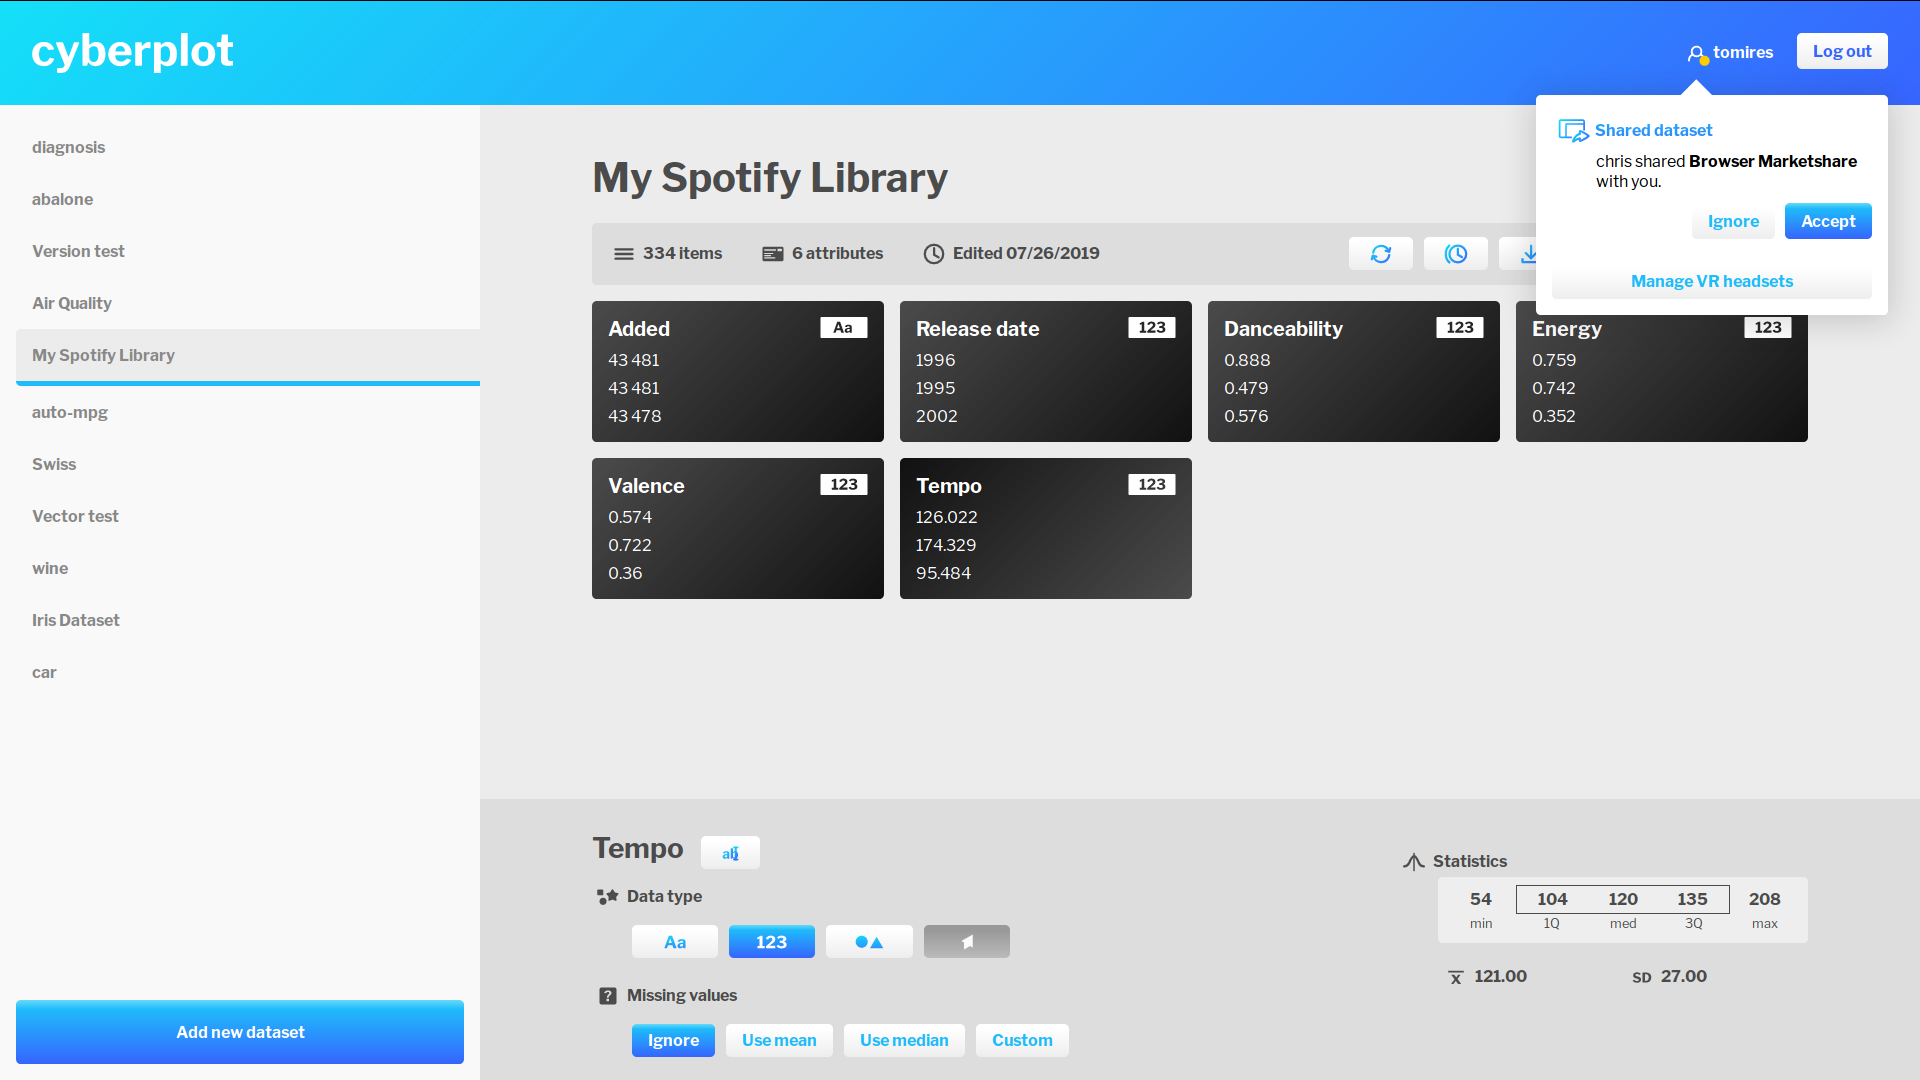 cyberplot
tomires
Log out
Shared dataset
chris shared Browser Marketshare
with you.
Ignore
Accept
Manage VR headsets
diagnosis
abalone
Version test
Air Quality
My Spotify Library
auto-mpg
Swiss
Vector test
wine
Iris Dataset
car
Add new dataset
My Spotify Library
334 items
6 attributes
Edited 07/26/2019
Added
Aa
43 481
43 481
43 478
Release date
123
1996
1995
2002
Danceability
123
0.888
0.479
0.576
Energy
123
0.759
0.742
0.352
Valence
123
0.574
0.722
0.36
Tempo
123
126.022
174.329
95.484
Tempo
ab
Data type
Aa
123
Missing values
Ignore
Use mean
Use median
Custom
Statistics
54 104 120 135 208
min 1Q med 3Q max
x 121.00
SD 27.00